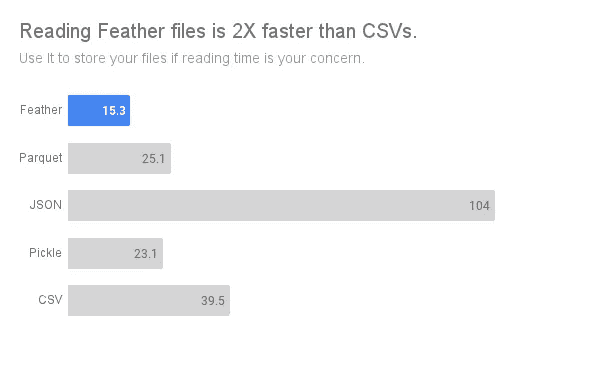 Reading Feather files is 2X faster than CSVs.
Use It to store your files if reading time is your concern.
Feather 15.3
Parquet 25.1
JSON 104
Pickle 23.1
CSV 39.5